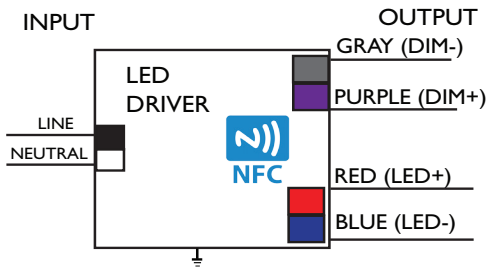 INPUT
OUTPUT
GRAY (DIM-)
LED
DRIVER
PURPLE (DIM+)
LINE
NEUTRAL
NFC
RED (LED+)
BLUE (LED-)